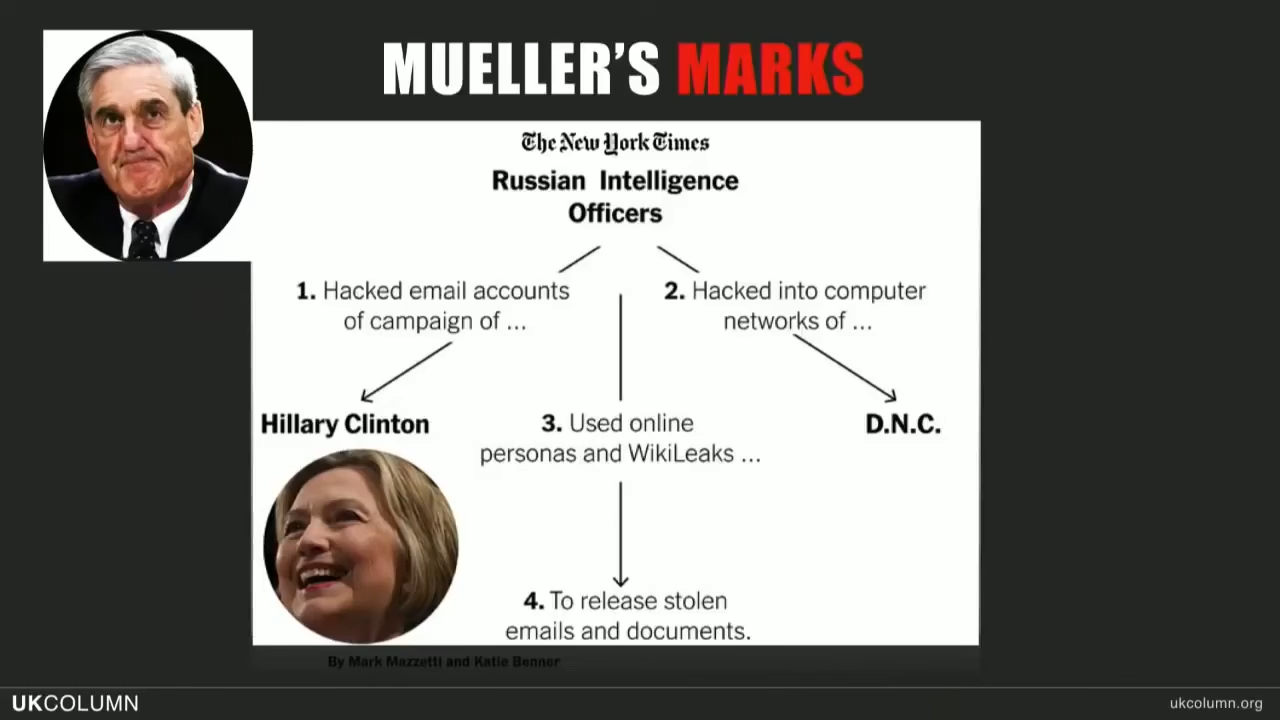 MUELLER'S MARKS
The New York Times
Russian Intelligence
Officers
1. Hacked email accounts
of campaign of ...
2. Hacked into computer
networks of ...
Hillary Clinton
3. Used online
personas and WikiLeaks ...
D.N.C.
4. To release stolen
emails and documents.
By Mark Mazzetti and Katie Benner
UKCOLUMN
ukcolumn.org